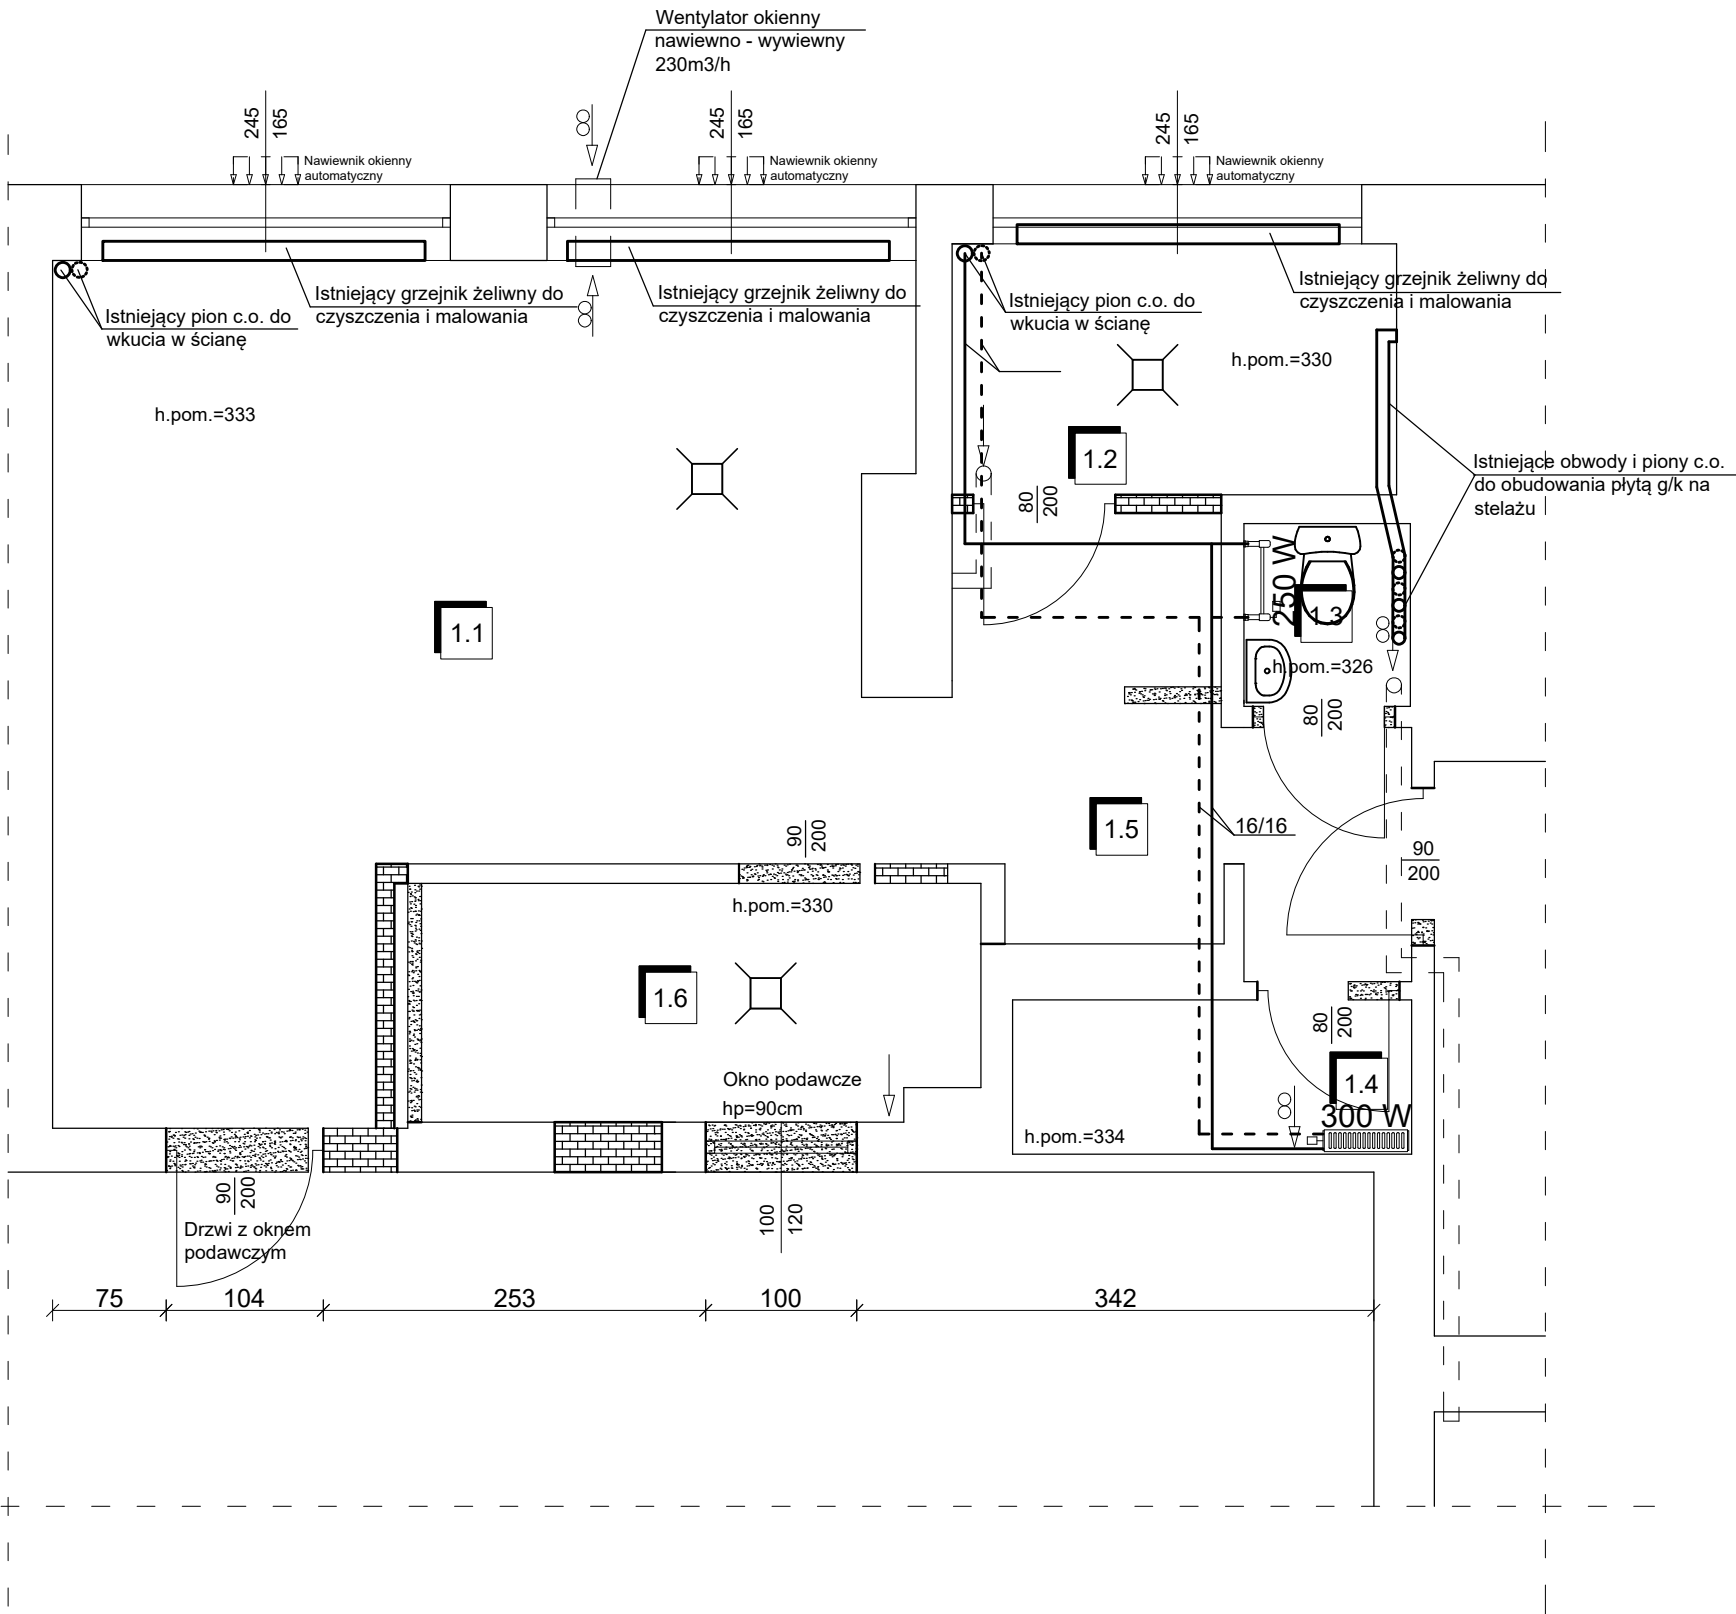 Wentylator okienny
nawiewno - wywiewny
230m3/h
245
165
245
165
245
165
Nawiewnik okienny
automatyczny
Nawiewnik okienny
automatyczny
Nawiewnik okienny
automatyczny
Istniejący pion c.o. do
wkucia w ścianę
Istniejący grzejnik żeliwny do
czyszczenia i malowania
Istniejący grzejnik żeliwny do
czyszczenia i malowania
Istniejący pion c.o. do
wkucia w ścianę
Istniejący grzejnik żeliwny do
czyszczenia i malowania
h.pom.=333
h.pom.=330
1.2
Istniejące obwody i piony c.o.
do obudowania płytą g/k na
stelażu
80
200
250 W
1.3
1.1
h.pom.=326
80
200
1.5
16/16
90
200
90
200
h.pom.=330
1.6
80
200
1.4
Okno podawcze
hp=90cm
300 W
h.pom.=334
90
200
Drzwi z oknem
podawczym
100
120
75
104
253
100
342